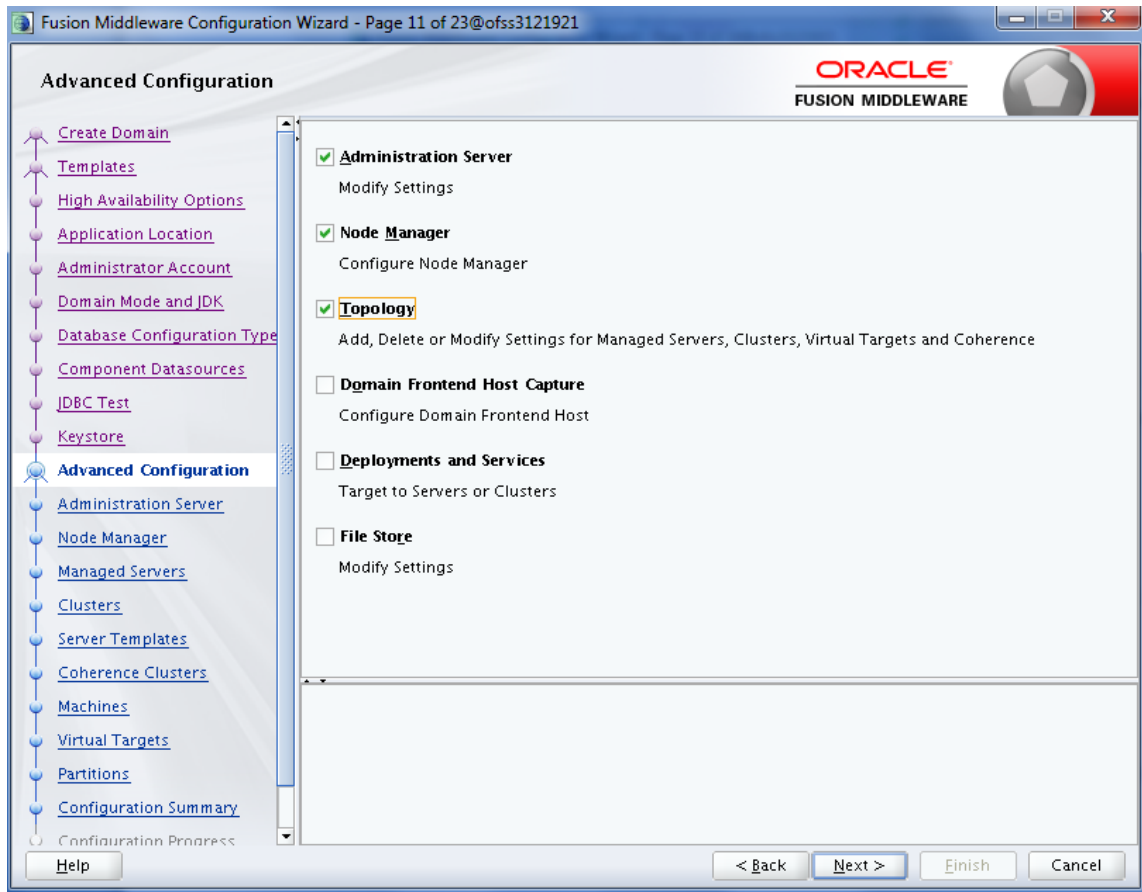 Fusion Middleware Configuration Wizard - Page 11 of 23@ofss3121921
Advanced Configuration
ORACLE
FUSION MIDDLEWARE
Create Domain
Templates
High Availability Options
Application Location
Administrator Account
Domain Mode and JDK
Database Configuration Type
Component Datasources
JDBC Test
Keystore
Advanced Configuration
Administration Server
Node Manager
Managed Servers
Clusters
Server Templates
Coherence Clusters
Machines
Virtual Targets
Partitions
Configuration Summary
Configuration Progress
Administration Server
Modify Settings
Node Manager
Configure Node Manager
Topology
Add, Delete or Modify Settings for Managed Servers, Clusters, Virtual Targets and Coherence
Domain Frontend Host Capture
Configure Domain Frontend Host
Deployments and Services
Target to Servers or Clusters
File Store
Modify Settings
Help
< Back
Next >
Finish
Cancel